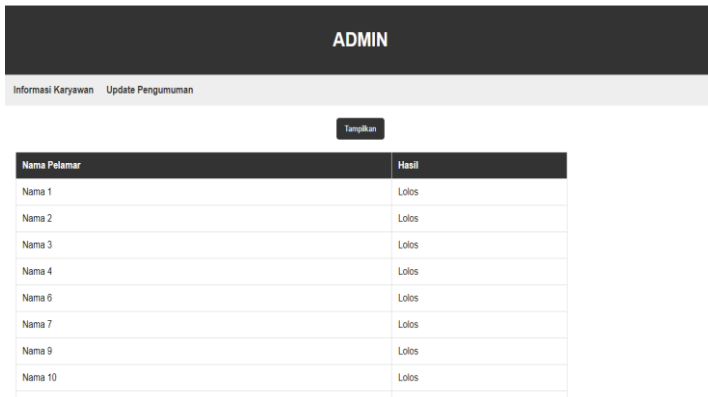 ADMIN
Informasi Karyawan Update Pengumuman
Tampilkan
Nama Pelamar Hasil
Nama 1 Lolos
Nama 2 Lolos
Nama 3 Lolos
Nama 4 Lolos
Nama 6 Lolos
Nama 7 Lolos
Nama 9 Lolos
Nama 10 Lolos